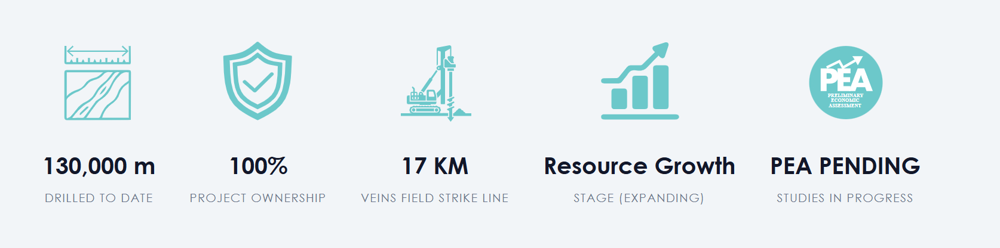 PEA
PRELIMINARY
ECONOMIC
ASSESSMENT
130,000 m
DRILLED TO DATE
100%
PROJECT OWNERSHIP
17 KM
VEINS FIELD STRIKE LINE
Resource Growth
STAGE (EXPANDING)
PEA PENDING
STUDIES IN PROGRESS